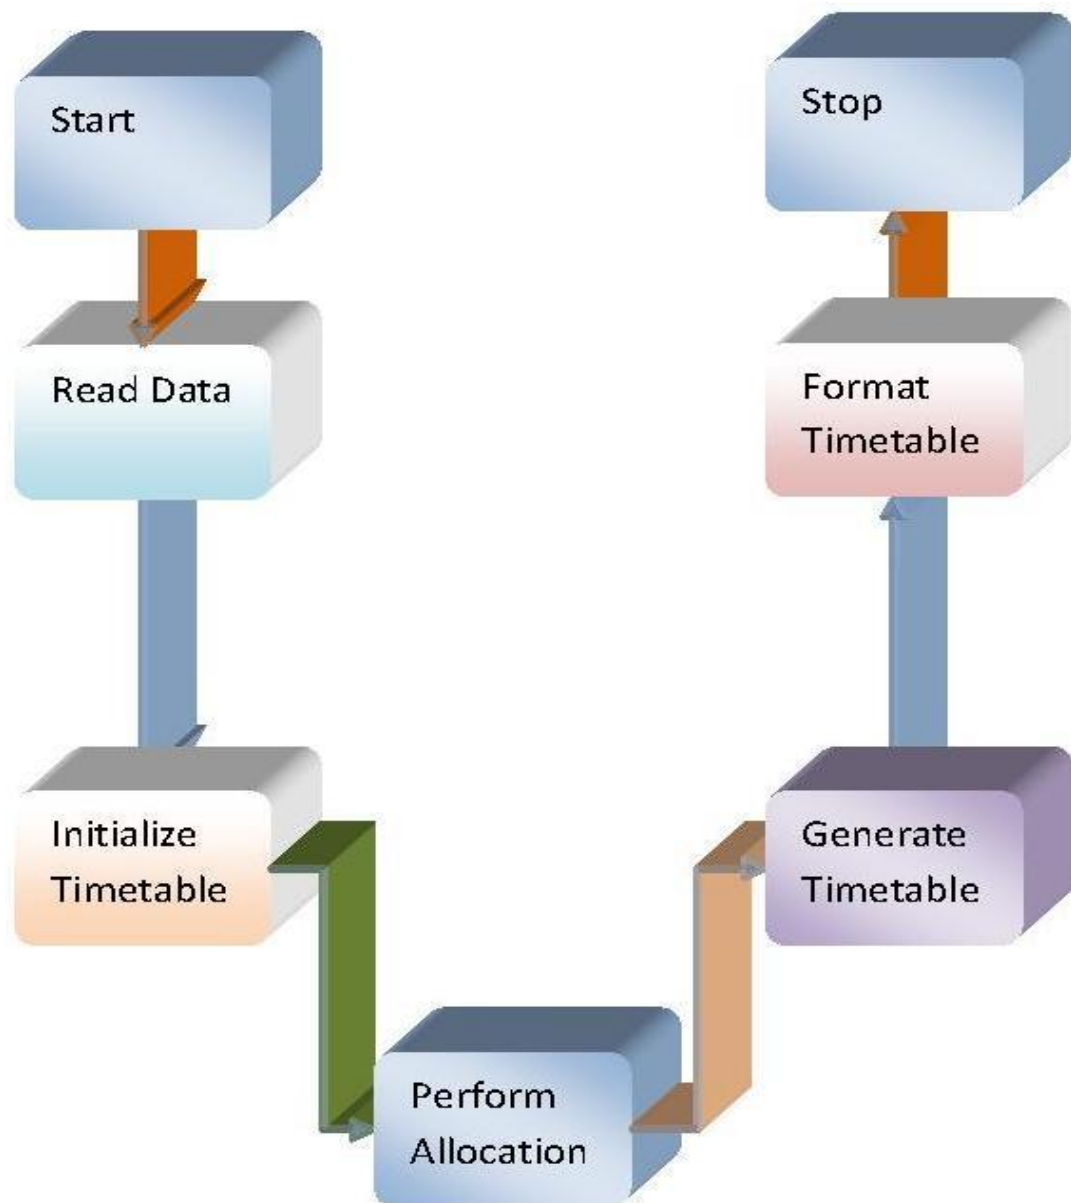 Start
Read Data
Initialize
Timetable
Perform
Allocation
Generate
Timetable
Format
Timetable
Stop